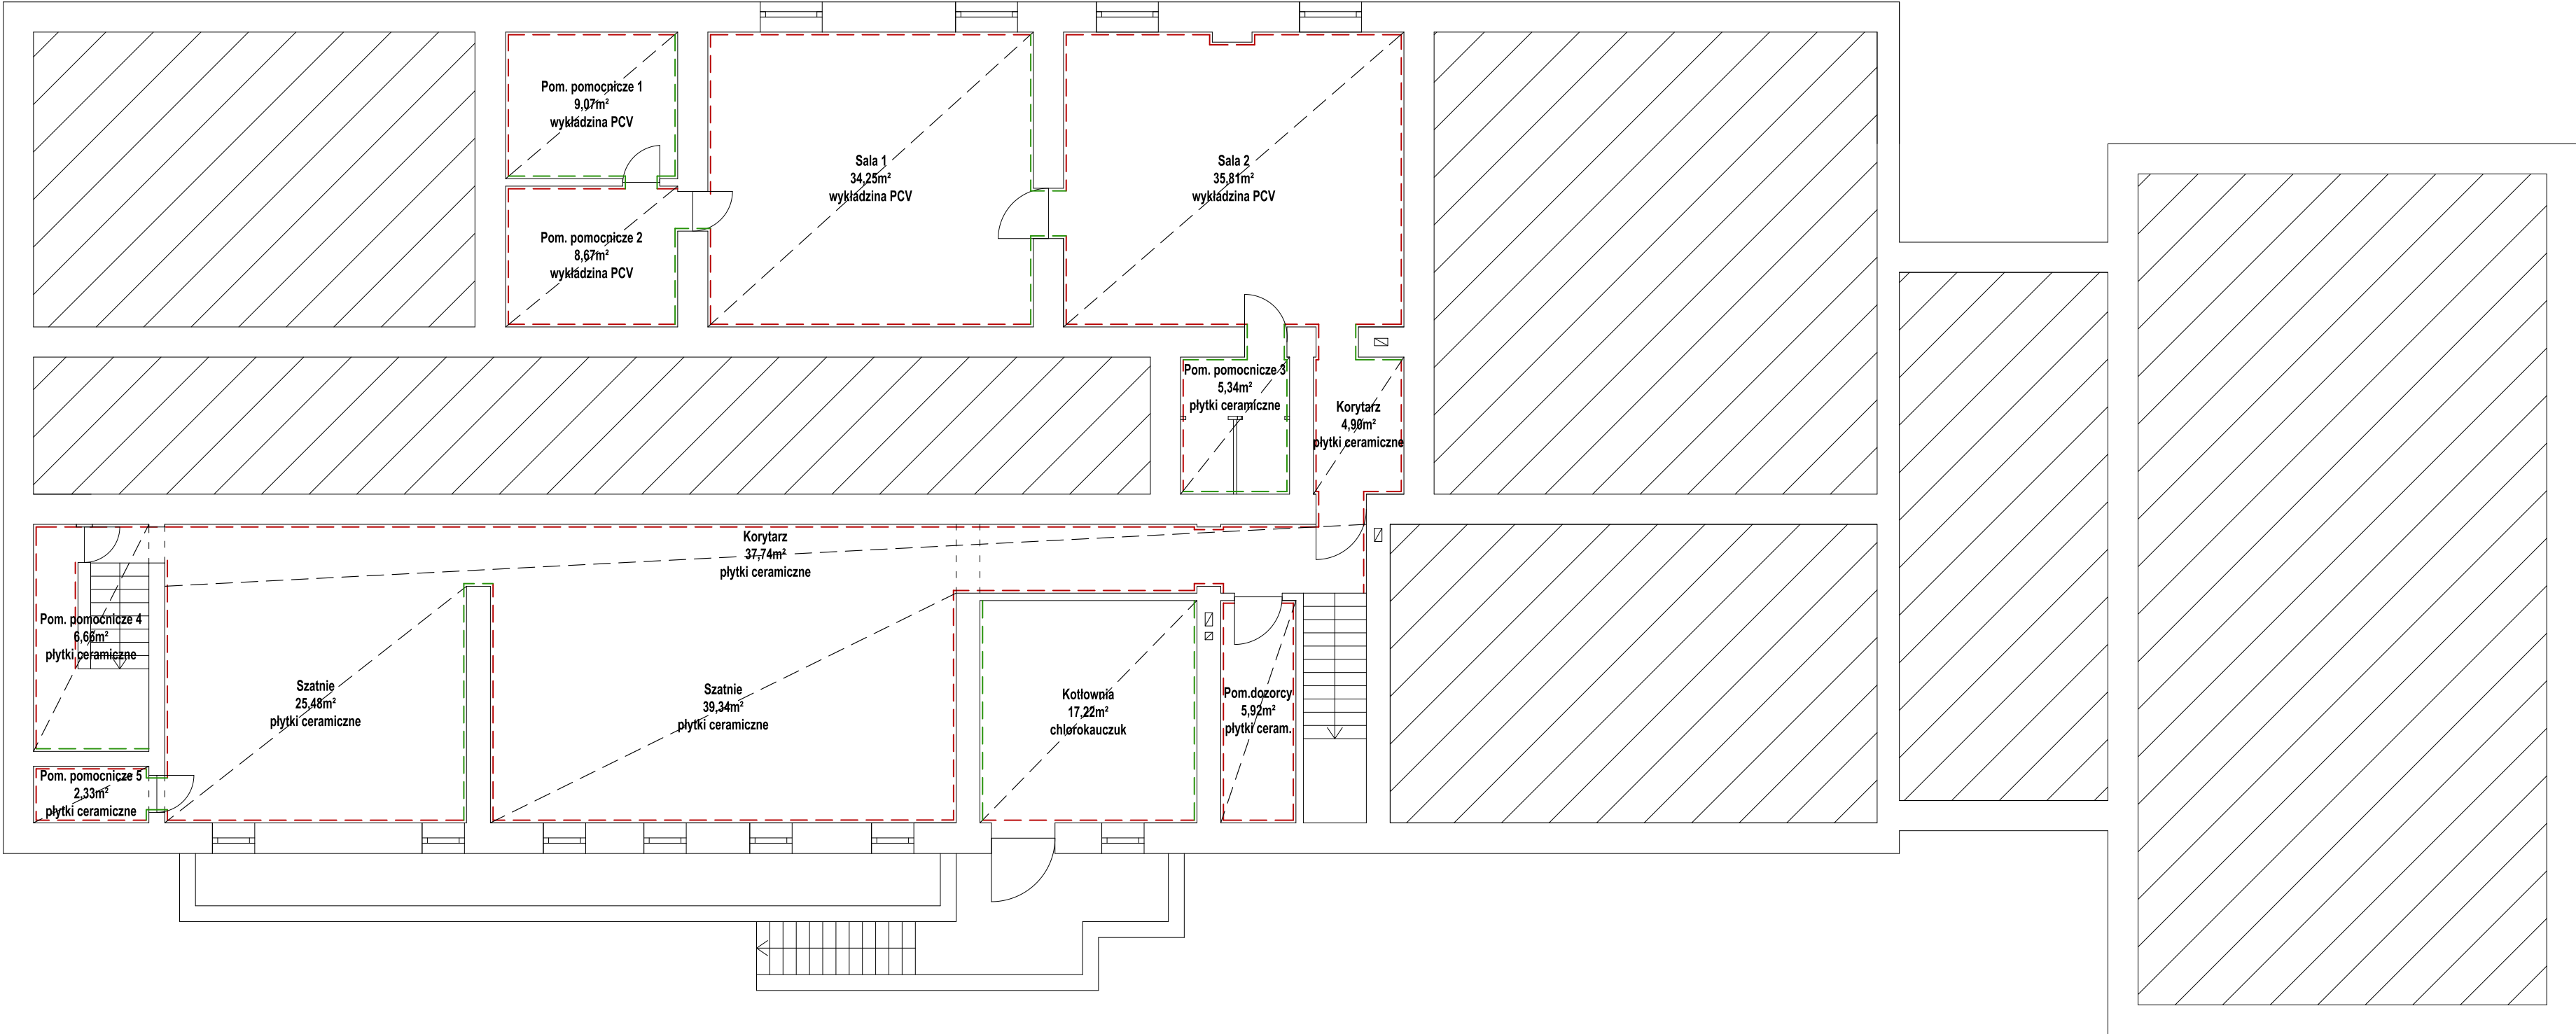 Pom. pomocnicze 1
9,07m²
wykładzina PCV
Sala 1
34,25m²
wykładzina PCV
Sala 2
35,81m²
wykładzina PCV
Pom. pomocnicze 2
8,67m²
wykładzina PCV
Pom. pomocnicze 3
5,34m²
płytki ceramiczne
Korytarz
4,90m²
płytki ceramiczne
Korytarz
37,74m²
płytki ceramiczne
Pom. pomocnicze 4
6,66m²
płytki ceramiczne
Szatnie
25,48m²
płytki ceramiczne
Szatnie
39,34m²
płytki ceramiczne
Kotłownia
17,22m²
chlorokauczuk
Pom.dozorcy
5,92m²
płytki ceram.
Pom. pomocnicze 5
2,33m²
płytki ceramiczne